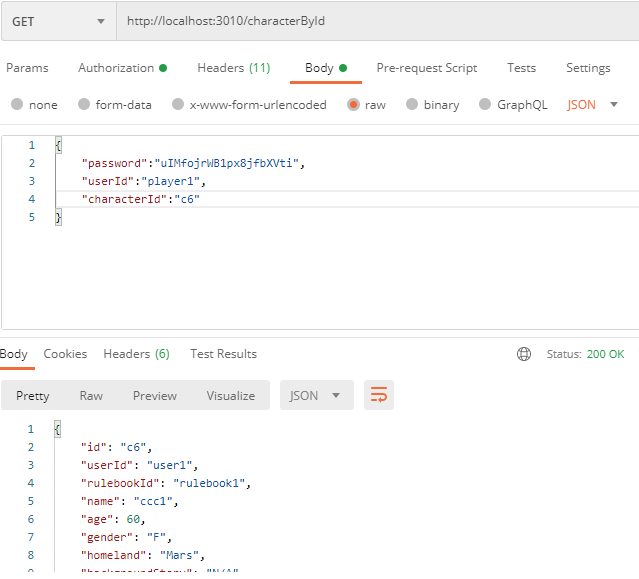 GET http://localhost:3010/characterById
Params Authorization Headers (11) Body Pre-request Script Tests Settings
none form-data x-www-form-urlencoded raw binary GraphQL JSON
1 {
2 "password":"uIMfojrWB1px8jfbXVti",
3 "userId":"player1",
4 "characterId":"c6"
5 }
Body Cookies Headers (6) Test Results Status: 200 OK
Pretty Raw Preview Visualize JSON
1 {
2 "id": "c6",
3 "userId": "user1",
4 "rulebookId": "rulebook1",
5 "name": "ccc1",
6 "age": 60,
7 "gender": "F",
8 "homeland": "Mars",
9 "backgroundStory": "N/A"